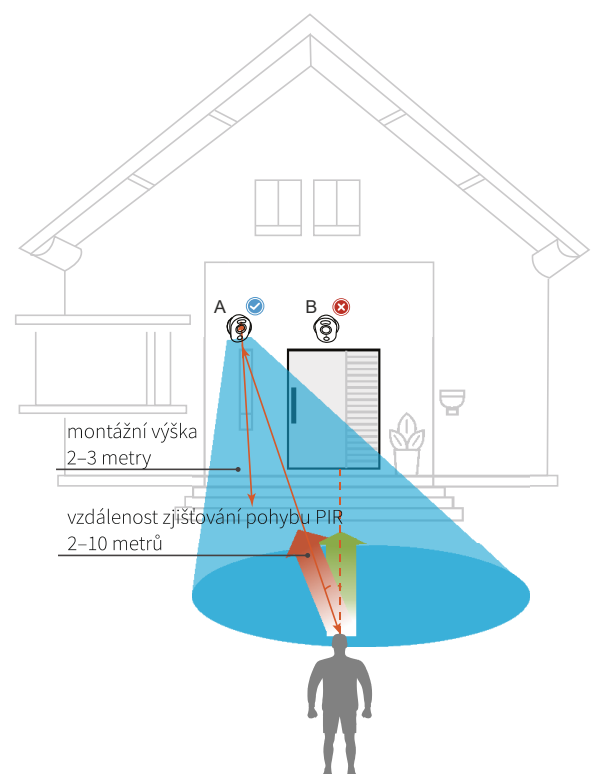 A
B
montážní výška
2–3 metry
vzdálenost zjišťování pohybu PIR
2–10 metrů